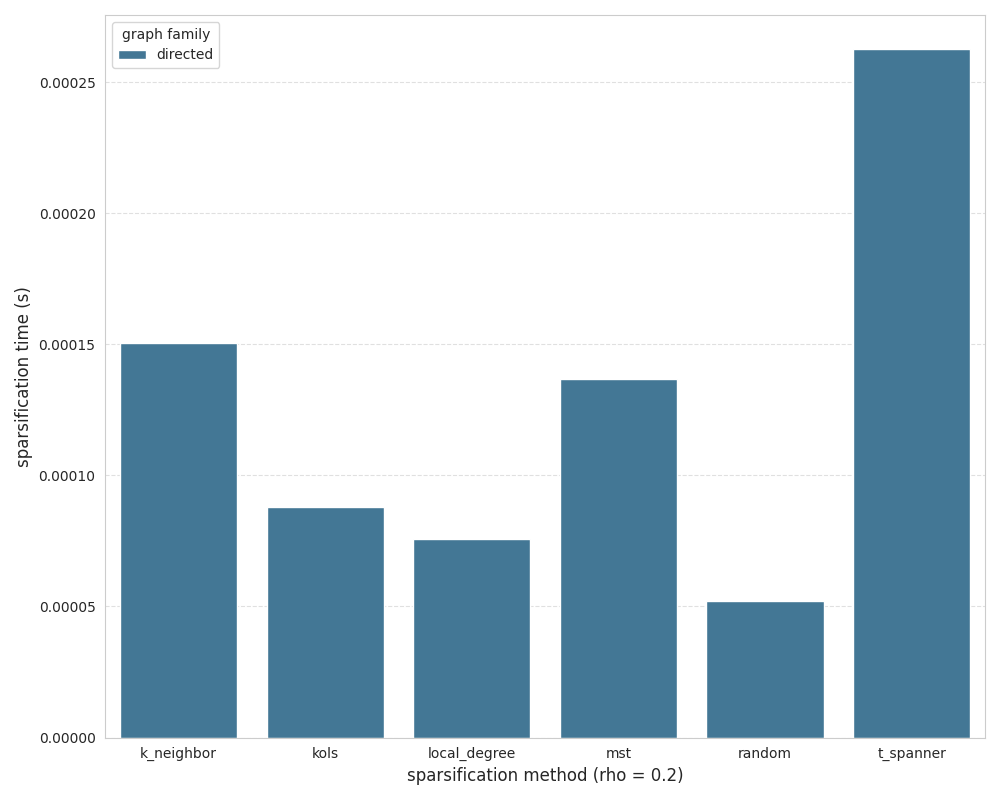 graph family
directed
sparsification time (s)
0.00025
0.00020
0.00015
0.00010
0.00005
0.00000
k_neighbor
kols
local_degree
mst
random
t_spanner
sparsification method (rho = 0.2)